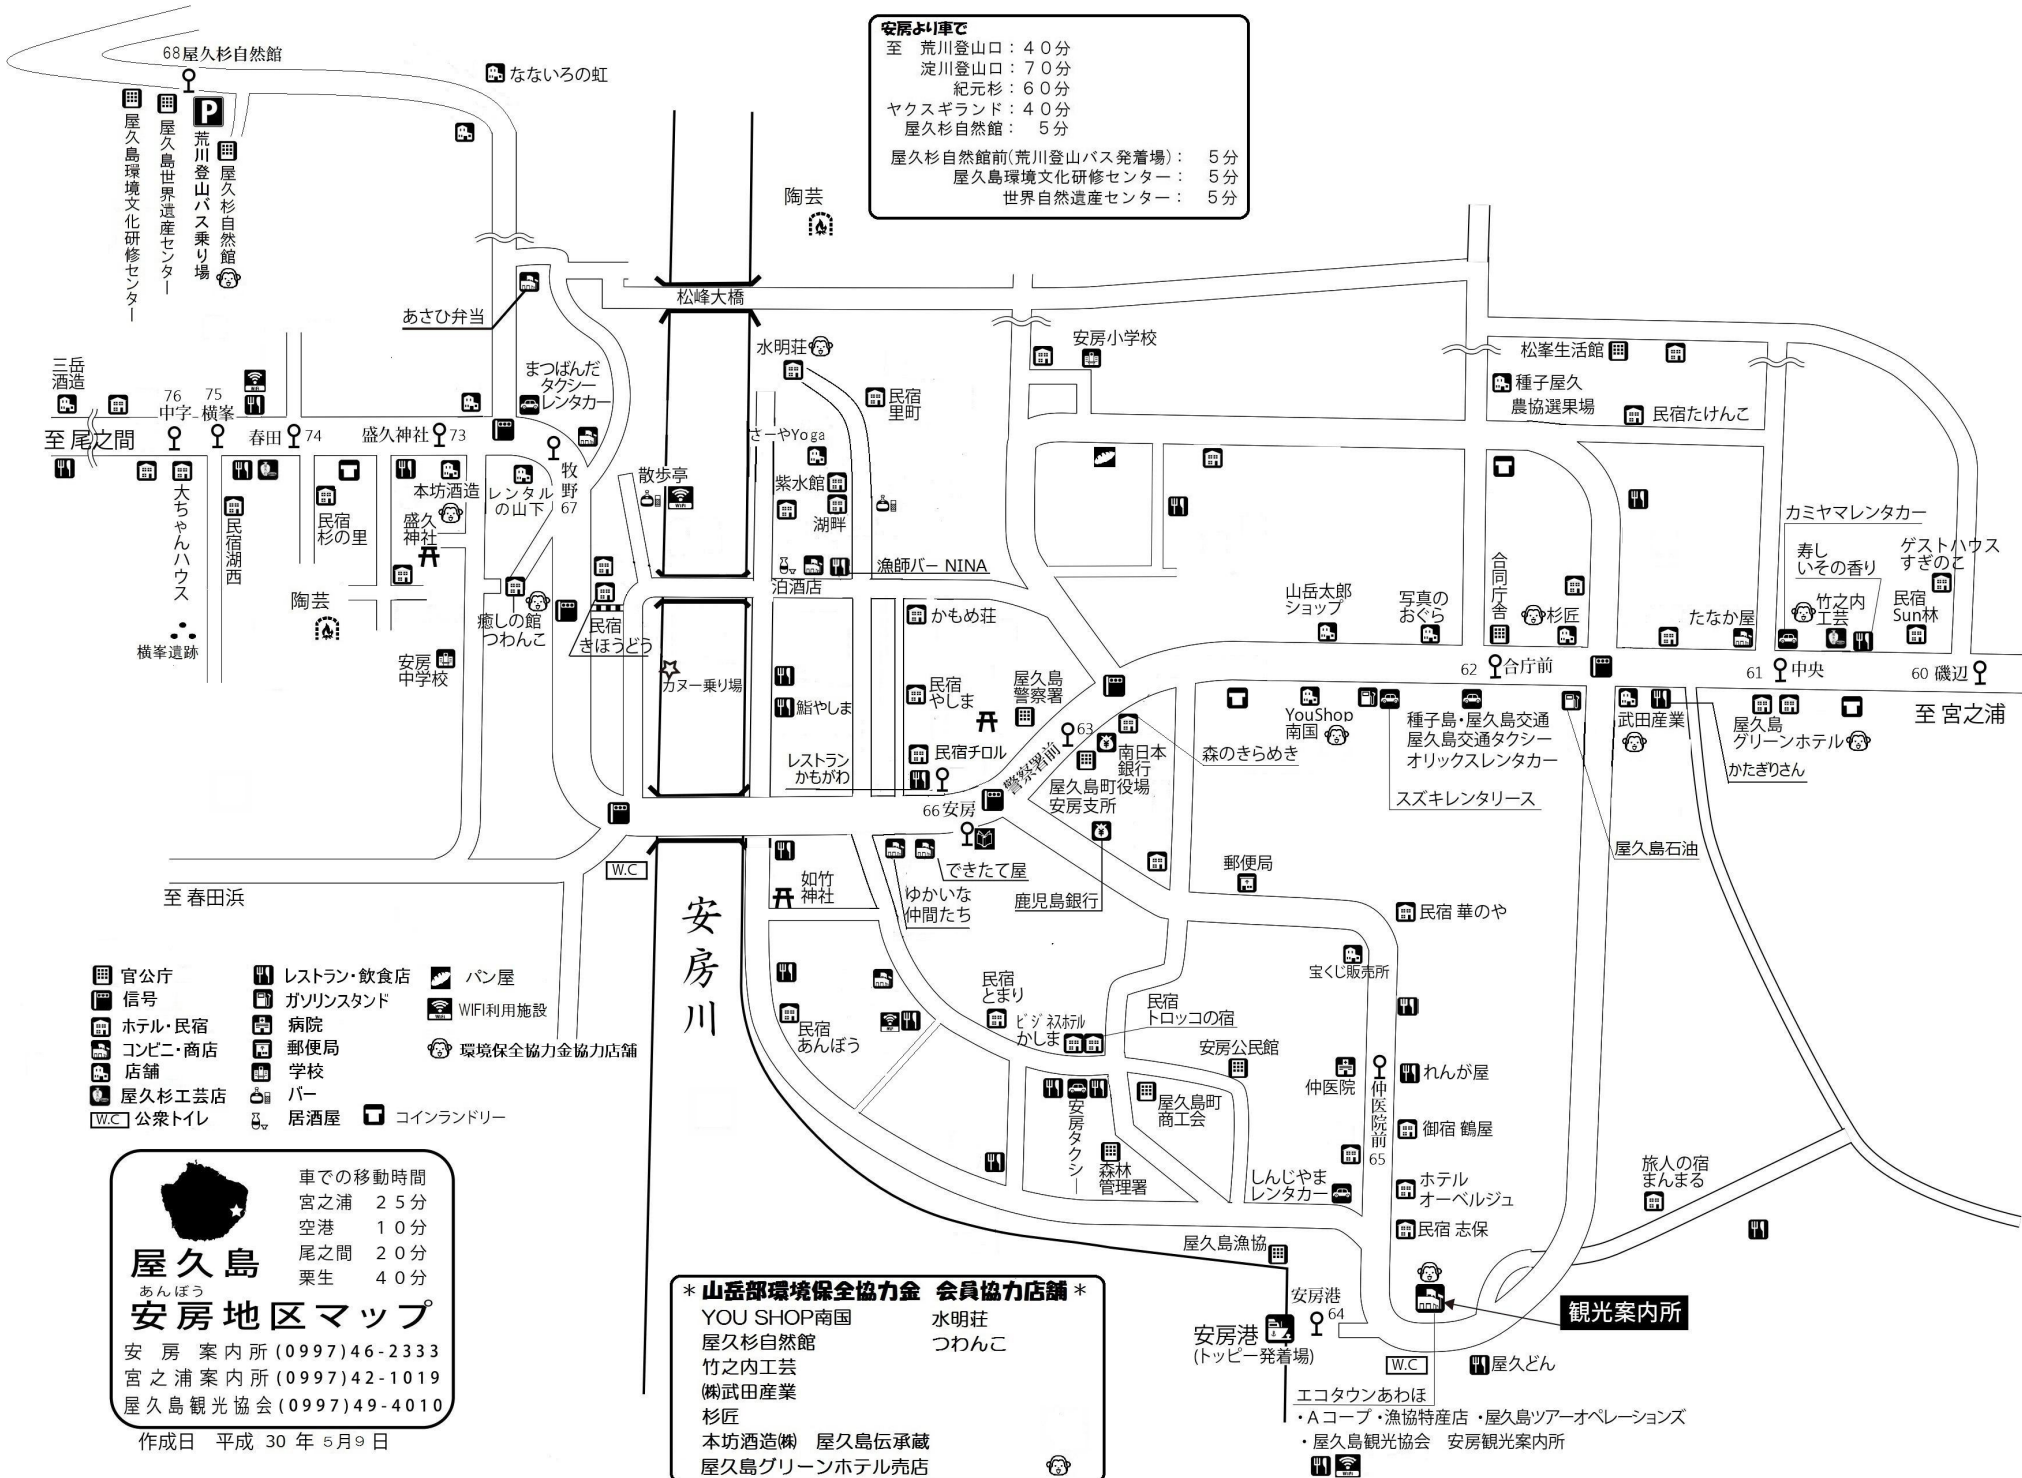 安房より車で
至 荒川登山口：４０分
淀川登山口：７０分
紀元杉：６０分
ヤクスギランド：４０分
屋久杉自然館： ５分
屋久杉自然館前(荒川登山バス発着場)： ５分
屋久島環境文化研修センター： ５分
世界自然遺産センター： ５分
68屋久杉自然館
なないろの虹
P
屋久島環境文化研修センター
屋久島世界遺産センター
荒川登山バス乗り場
屋久杉自然館
陶芸
松峰大橋
あさひ弁当
水明荘
安房小学校
松峯生活館
まつばんだ
タクシー
レンタカー
三岳
酒造
76
中字
75
横峯
WiFi
民宿
里町
種子屋久
農協選果場
民宿たけんこ
至 尾之間
春田
74
盛久神社
73
さーやYoga
牧野
67
散歩亭
WiFi
大ちゃんハウス
民宿湖西
民宿
杉の里
本坊酒造
盛久
神社
レンタル
の山下
紫水館
湖畔
カミヤマレンタカー
寿し
いその香り
ゲストハウス
すぎのこ
合同庁舎
漁師バー NINA
泊酒店
山岳太郎
ショップ
写真の
おぐら
杉匠
たなか屋
竹之内
工芸
民宿
Sun林
陶芸
癒しの館
つわんこ
民宿
きほうどう
かもめ荘
横峯遺跡
安房
中学校
カヌー乗り場
民宿
やしま
屋久島
警察署
62
合庁前
61
中央
60 磯辺
鮨やしま
63
警察署前
南日本
銀行
YouShop
南国
種子島・屋久島交通
屋久島交通タクシー
オリックスレンタカー
武田産業
屋久島
グリーンホテル
至 宮之浦
レストラン
かもがわ
民宿チロル
屋久島町役場
安房支所
森のきらめき
かたぎりさん
スズキレンタリース
66 安房
屋久島石油
W.C
できたて屋
郵便局
如竹
神社
ゆかいな
仲間たち
鹿児島銀行
至 春田浜
安房川
民宿 華のや
宝くじ販売所
官公庁
信号
ホテル・民宿
コンビニ・商店
店舗
屋久杉工芸店
W.C 公衆トイレ
レストラン・飲食店
ガソリンスタンド
病院
郵便局
学校
バー
居酒屋
パン屋
WiFi WIFI利用施設
環境保全協力金協力店舗
コインランドリー
民宿
とまり
ビジネスホテル
かしま
民宿
トロッコの宿
民宿
あんぼう
WiFi
安房公民館
仲医院
仲医院前
65
れんが屋
安房タクシー
屋久島町
商工会
御宿 鶴屋
森林
管理署
しんじやま
レンタカー
ホテル
オーベルジュ
旅人の宿
まんまる
民宿 志保
屋久島漁協
安房港
64
安房港
(トッピー発着場)
観光案内所
W.C
屋久どん
エコタウンあわほ
・Ａコープ・漁協特産店 ・屋久島ツアーオペレーションズ
・屋久島観光協会 安房観光案内所
WiFi
車での移動時間
宮之浦 ２５分
空港 １０分
尾之間 ２０分
栗生 ４０分
屋久島
あんぼう
安房地区マップ
安 房 案内所(0997)46-2333
宮之浦案内所(0997)42-1019
屋久島観光協会(0997)49-4010
作成日 平成 30 年 5月9 日
＊山岳部環境保全協力金 会員協力店舗＊
YOU SHOP南国
屋久杉自然館
竹之内工芸
㈱武田産業
杉匠
本坊酒造㈱ 屋久島伝承蔵
屋久島グリーンホテル売店
水明荘
つわんこ